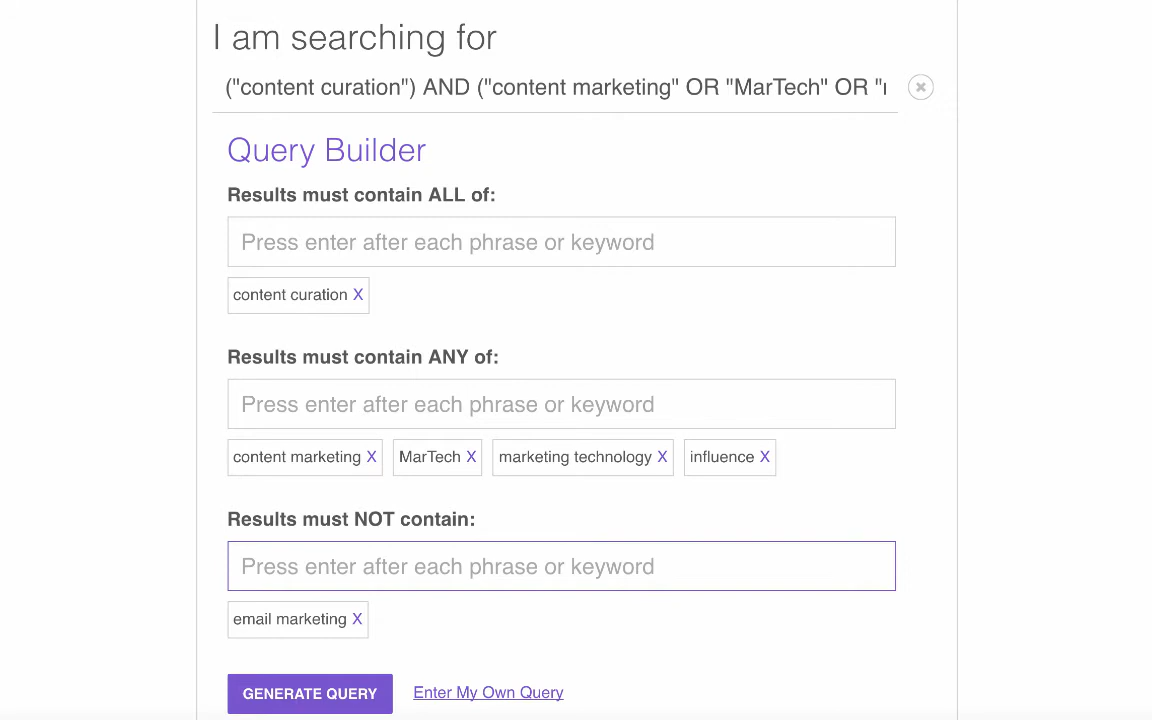 I am searching for
("content curation") AND ("content marketing" OR "MarTech" OR "
Query Builder
Results must contain ALL of:
Press enter after each phrase or keyword
content curation X
Results must contain ANY of:
Press enter after each phrase or keyword
content marketing X MarTech X marketing technology X influence X
Results must NOT contain:
Press enter after each phrase or keyword
email marketing X
GENERATE QUERY Enter My Own Query